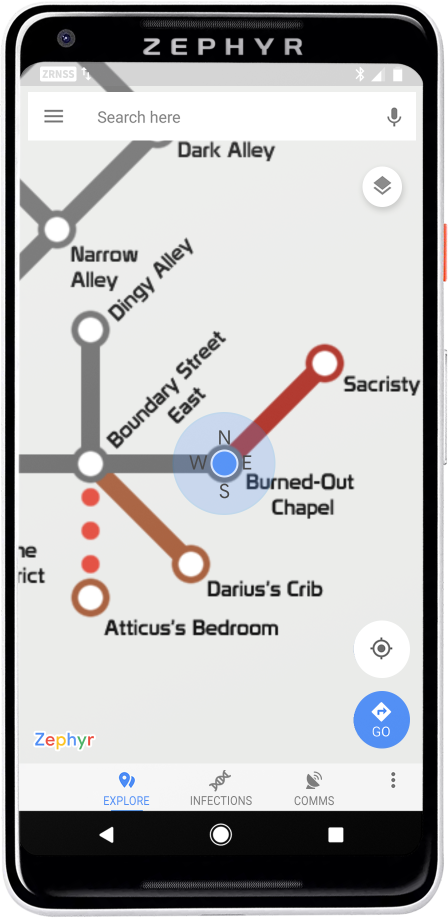 ZEPHYR
ZRNSS
Search here
Dark Alley
Narrow
Alley
Dingy Alley
Boundary Street
East
Sacristy
N
W E
S
Burned-Out
Chapel
rict
Darius's Crib
Atticus's Bedroom
GO
Zephyr
EXPLORE
INFECTIONS
COMMS